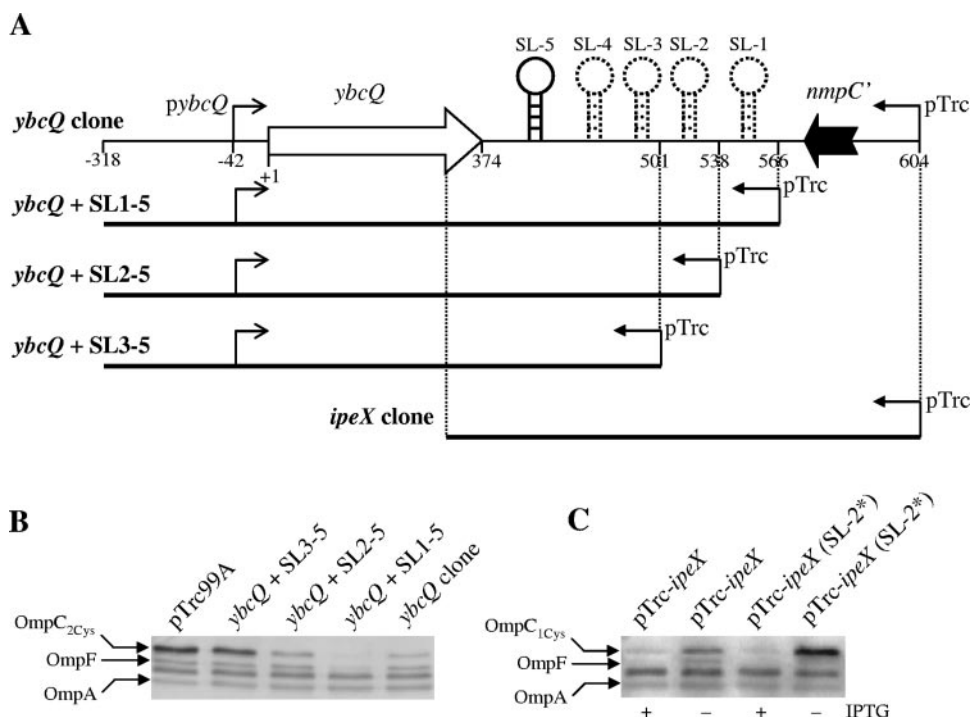 A
SL-5 SL-4 SL-3 SL-2 SL-1
pybcQ ybcQ nmpC' pTrc
ybcQ clone
-318 -42 +1 374 501 538 566 604
pTrc
ybcQ + SL1-5
pTrc
ybcQ + SL2-5
pTrc
ybcQ + SL3-5
pTrc
ipeX clone
B
pTrc99A ybcQ + SL3-5 ybcQ + SL2-5 ybcQ + SL1-5 ybcQ clone
OmpC2Cys
OmpF
OmpA
C
pTrc-ipeX pTrc-ipeX pTrc-ipeX (SL-2*) pTrc-ipeX (SL-2*)
OmpC1Cys
OmpF
OmpA
+ – + – IPTG